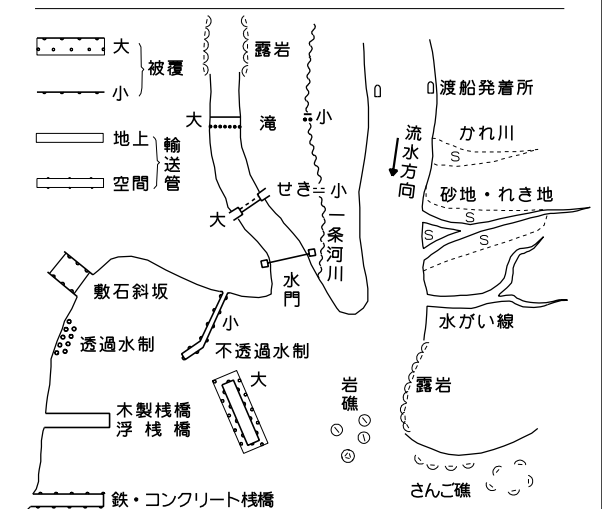 大
被覆
小
地上
輸送管
空間
露岩
大
滝
小
渡船発着所
流水方向
かれ川
S
せき
小
大
砂地・れき地
S
S
S
一条河川
水門
敷石斜坂
小
透過水制
不透過水制
水がい線
大
岩礁
露岩
木製桟橋
浮桟橋
さんご礁
鉄・コンクリート桟橋